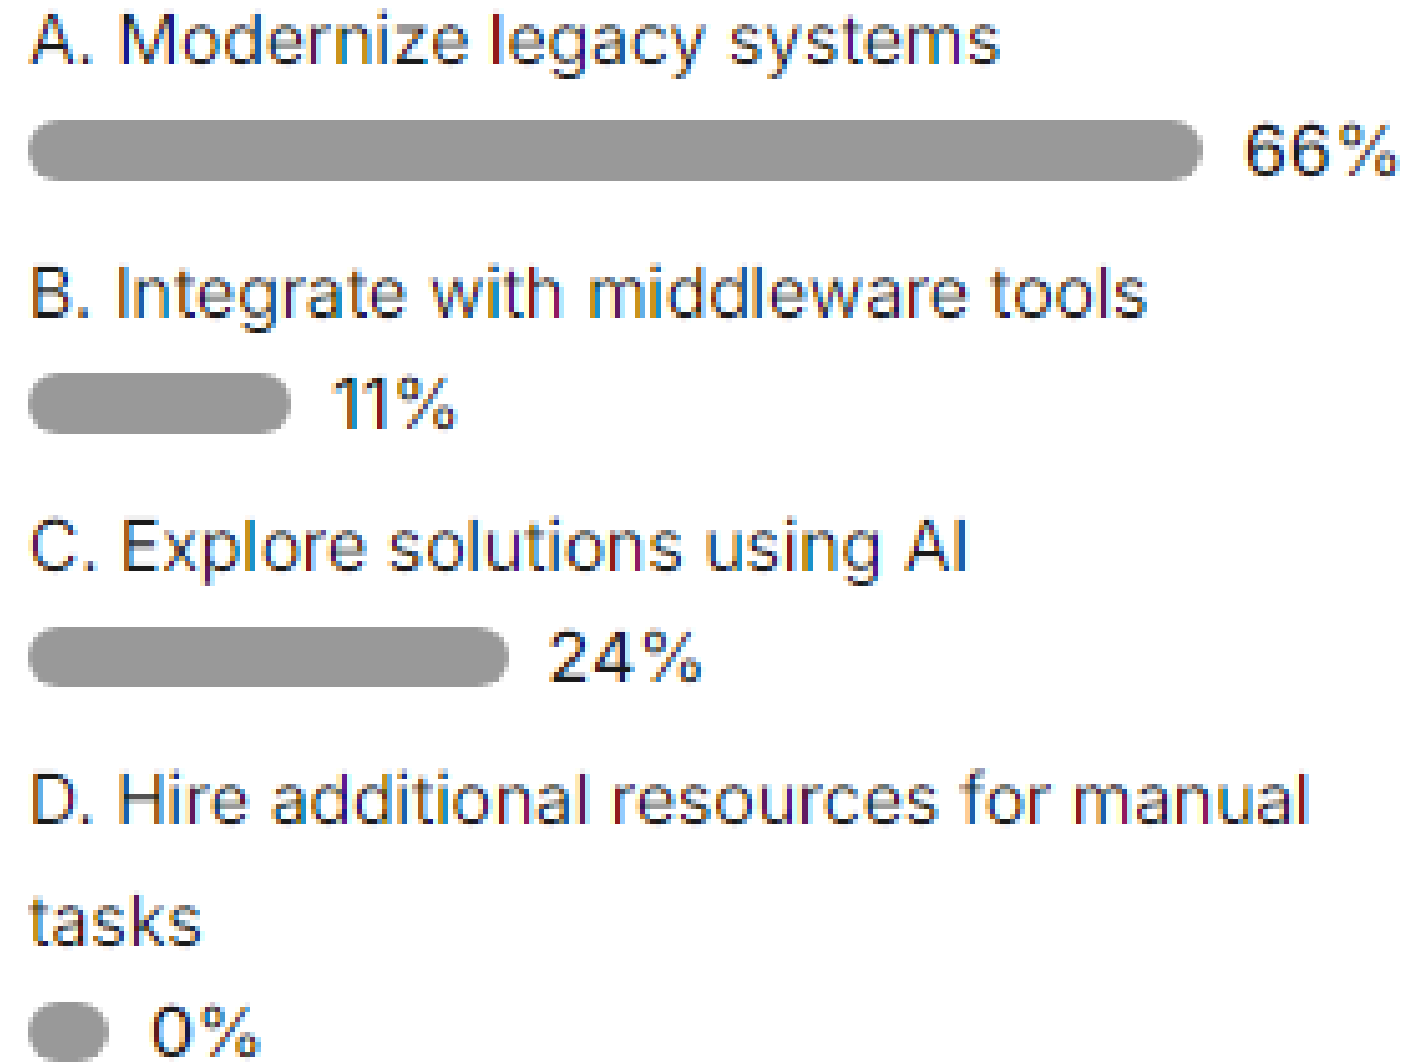 A. Modernize legacy systems
66%
B. Integrate with middleware tools
11%
C. Explore solutions using AI
24%
D. Hire additional resources for manual
tasks
0%